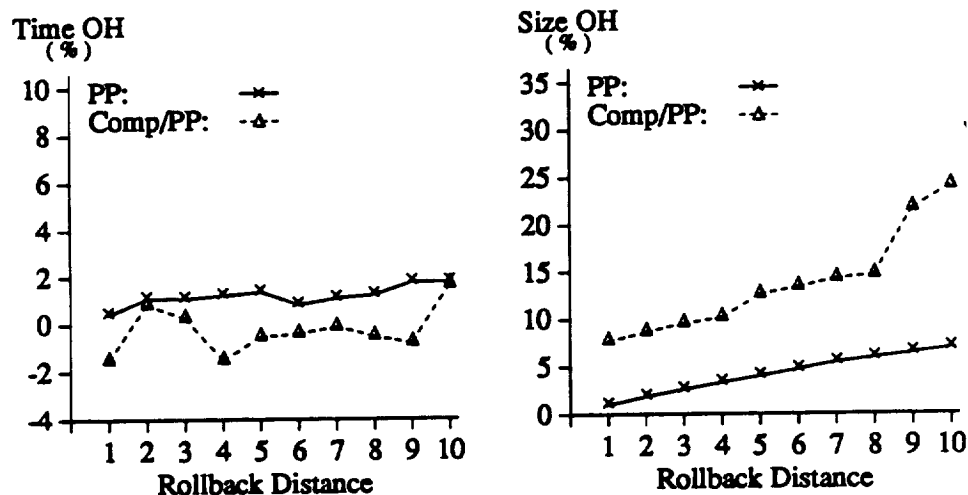 Time OH
(%)
10
8
6
4
2
0
-2
-4
PP:
Comp/PP:
1 2 3 4 5 6 7 8 9 10
Rollback Distance
Size OH
(%)
35
30
25
20
15
10
5
0
PP:
Comp/PP:
1 2 3 4 5 6 7 8 9 10
Rollback Distance